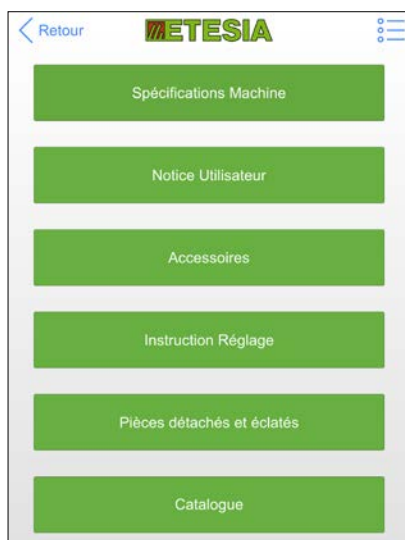 Retour
ETESIA
Spécifications Machine
Notice Utilisateur
Accessoires
Instruction Réglage
Pièces détachés et éclatés
Catalogue